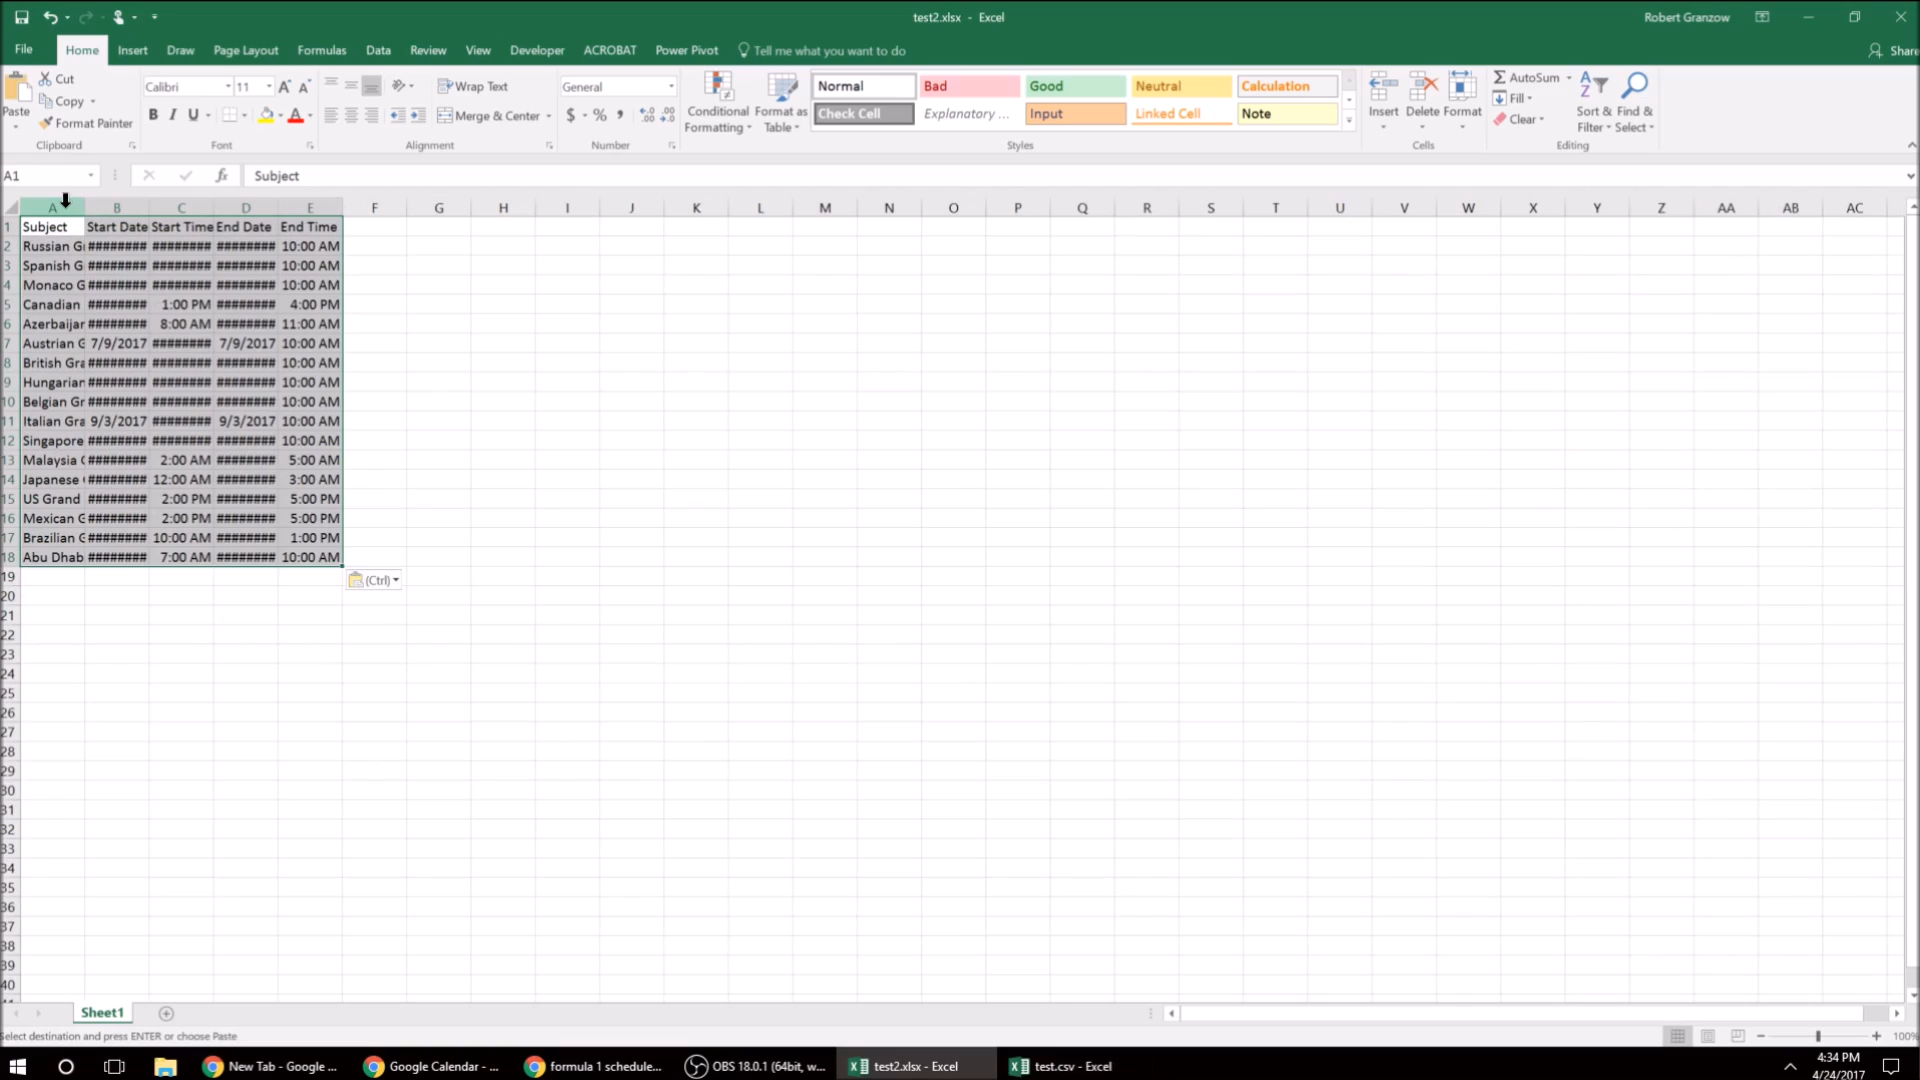 test2.xlsx - Excel
Robert Granzow
File Home Insert Draw Page Layout Formulas Data Review View Developer ACROBAT Power Pivot Tell me what you want to do Share
Paste
Cut
Copy
Format Painter
Clipboard
Calibri 11
B I U
Font
Wrap Text
Merge & Center
Alignment
General
$ % ,
Number
Conditional Formatting
Format as Table
Normal Bad Good Neutral Calculation
Check Cell Explanatory ... Input Linked Cell Note
Styles
Insert Delete Format
Cells
AutoSum
Fill
Clear
Sort & Filter
Find & Select
Editing
A1 fx Subject
A B C D E F G H I J K L M N O P Q R S T U V W X Y Z AA AB AC
1 Subject Start Date Start Time End Date End Time
2 Russian G ######## ######## ######## 10:00 AM
3 Spanish G ######## ######## ######## 10:00 AM
4 Monaco G ######## ######## ######## 10:00 AM
5 Canadian ######## 1:00 PM ######## 4:00 PM
6 Azerbaijar ######## 8:00 AM ######## 11:00 AM
7 Austrian G 7/9/2017 ######## 7/9/2017 10:00 AM
8 British Gra ######## ######## ######## 10:00 AM
9 Hungarian ######## ######## ######## 10:00 AM
10 Belgian Gr ######## ######## ######## 10:00 AM
11 Italian Gra 9/3/2017 ######## 9/3/2017 10:00 AM
12 Singapore ######## ######## ######## 10:00 AM
13 Malaysia ######## 2:00 AM ######## 5:00 AM
14 Japanese ######## 12:00 AM ######## 3:00 AM
15 US Grand ######## 2:00 PM ######## 5:00 PM
16 Mexican G ######## 2:00 PM ######## 5:00 PM
17 Brazilian G ######## 10:00 AM ######## 1:00 PM
18 Abu Dhab ######## 7:00 AM ######## 10:00 AM
19 (Ctrl)
20
21
22
23
24
25
26
27
28
29
30
31
32
33
34
35
36
37
38
39
40
Sheet1
Select destination and press ENTER or choose Paste
100%
New Tab - Google ... Google Calendar - ... formula 1 schedule... OBS 18.0.1 (64bit, w... test2.xlsx - Excel test.csv - Excel
4:34 PM
4/24/2017